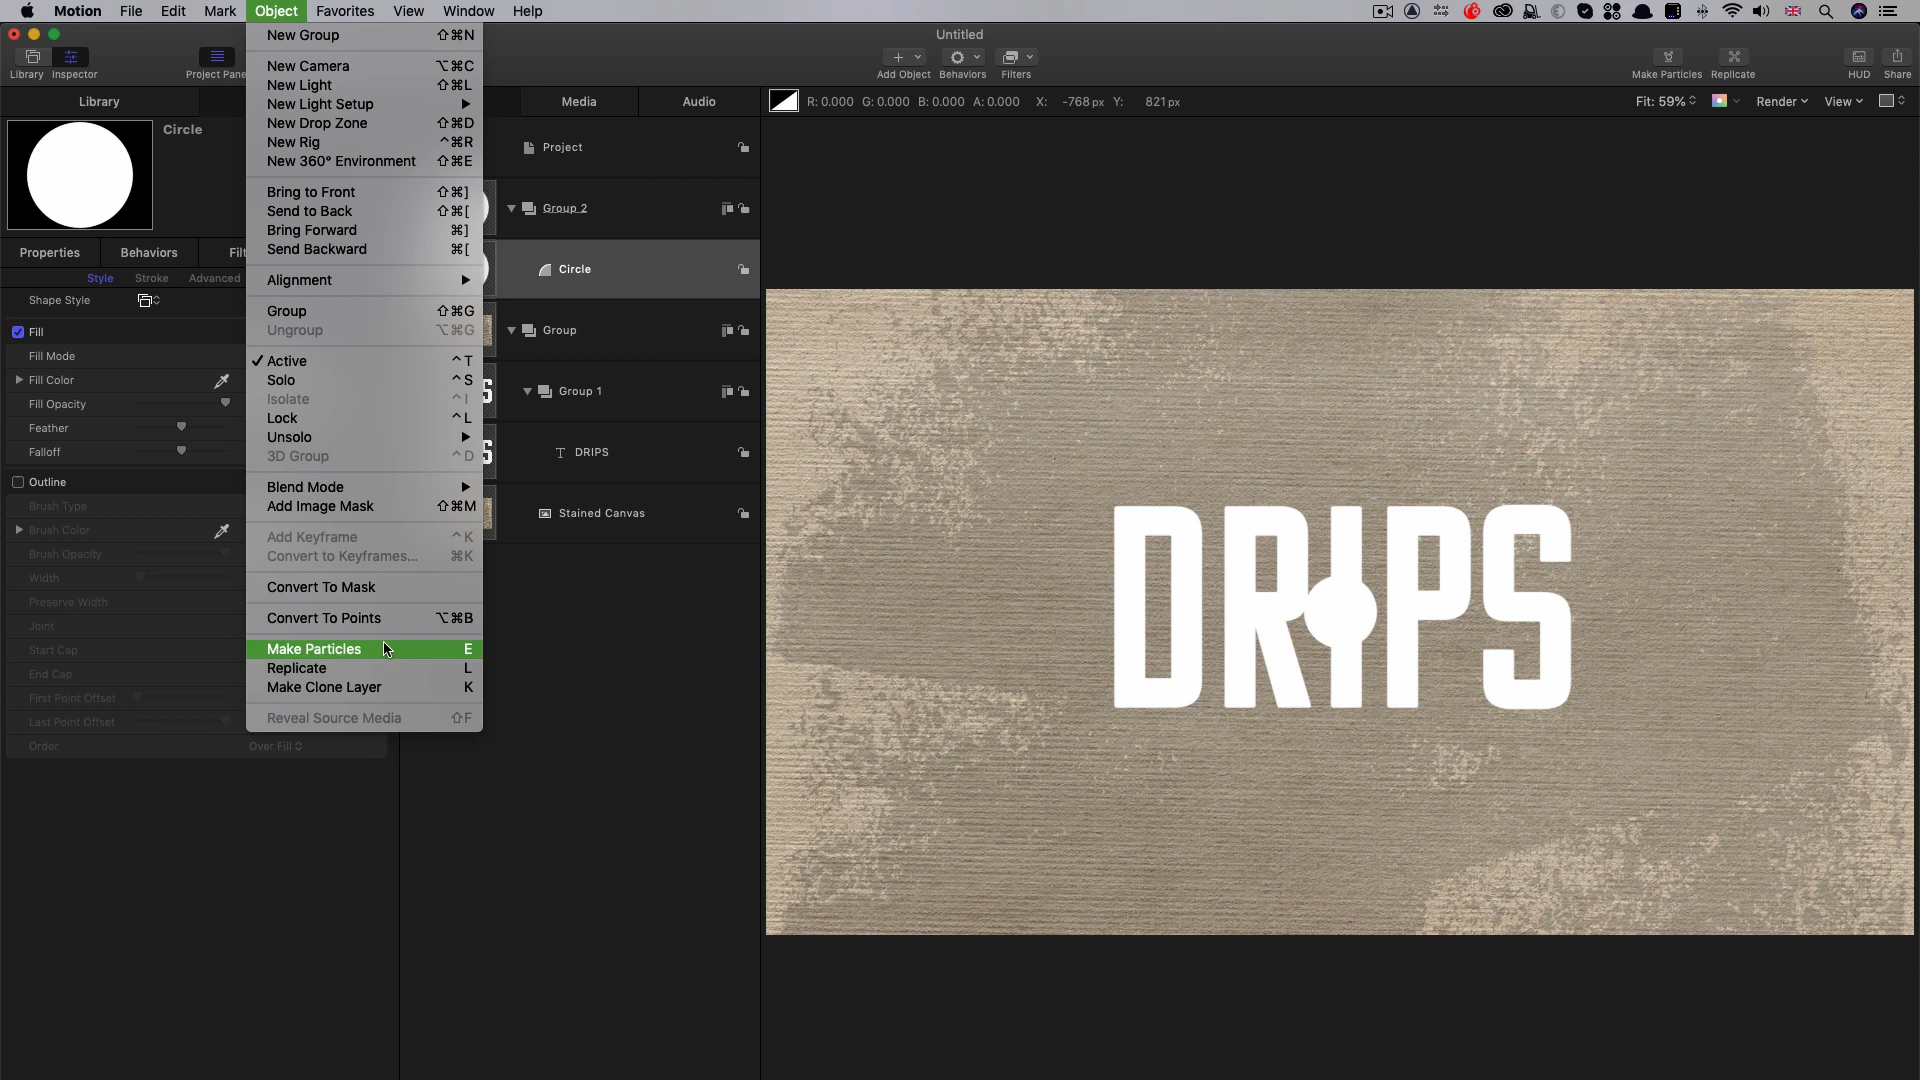 Motion File Edit Mark Object Favorites View Window Help
Untitled
Library Inspector Project Pane
Add Object Behaviors Filters
Make Particles Replicate HUD Share
Library Media Audio
R: 0.000 G: 0.000 B: 0.000 A: 0.000 X: -768 px Y: 821 px
Fit: 59% Render View
Circle
Properties Behaviors Filt
Style Stroke Advanced
Shape Style
Fill
Fill Mode
Fill Color
Fill Opacity
Feather
Falloff
Outline
Brush Type
Brush Color
Brush Opacity
Width
Preserve Width
Joint
Start Cap
End Cap
First Point Offset
Last Point Offset
Order Over Fill
New Group ⇧⌘N
New Camera ⌥⌘C
New Light ⇧⌘L
New Light Setup
New Drop Zone ⇧⌘D
New Rig ^⌘R
New 360° Environment ⇧⌘E
Bring to Front ⇧⌘]
Send to Back ⇧⌘[
Bring Forward ⌘]
Send Backward ⌘[
Alignment
Group ⇧⌘G
Ungroup ⌥⌘G
✓ Active ^T
Solo ^S
Isolate ^I
Lock ^L
Unsolo
3D Group ^D
Blend Mode
Add Image Mask ⇧⌘M
Add Keyframe ^K
Convert to Keyframes... ⌘K
Convert To Mask
Convert To Points ⌥⌘B
Make Particles E
Replicate L
Make Clone Layer K
Reveal Source Media ⇧F
Project
Group 2
Circle
Group
Group 1
T DRIPS
Stained Canvas
DRIPS